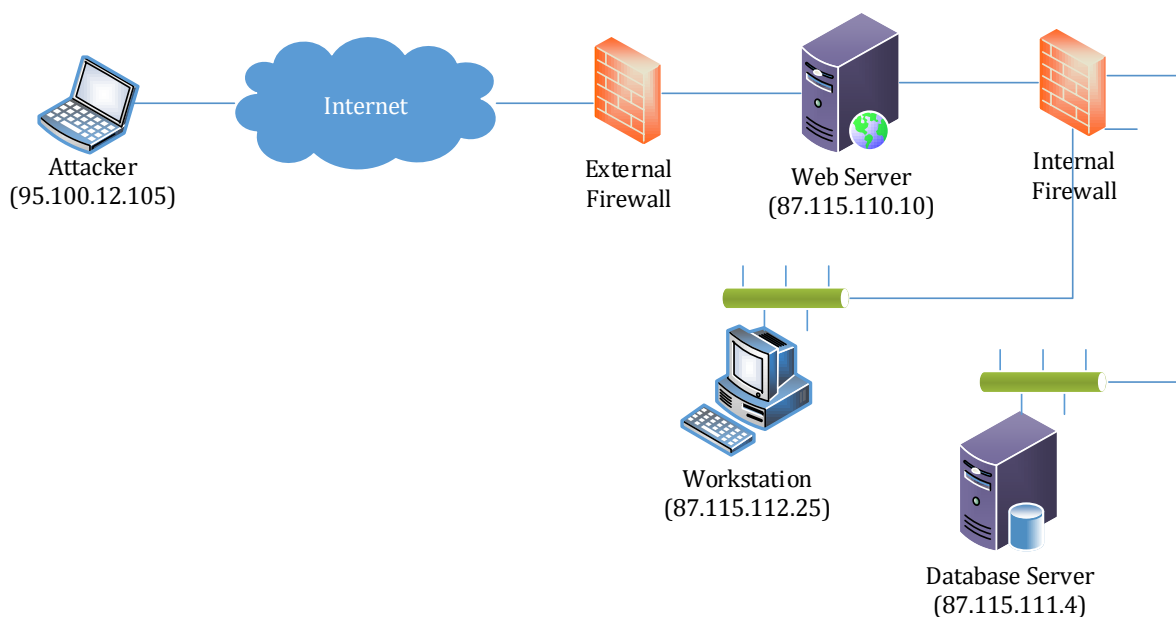 Internet
Attacker
(95.100.12.105)
External
Firewall
Web Server
(87.115.110.10)
Internal
Firewall
Workstation
(87.115.112.25)
Database Server
(87.115.111.4)